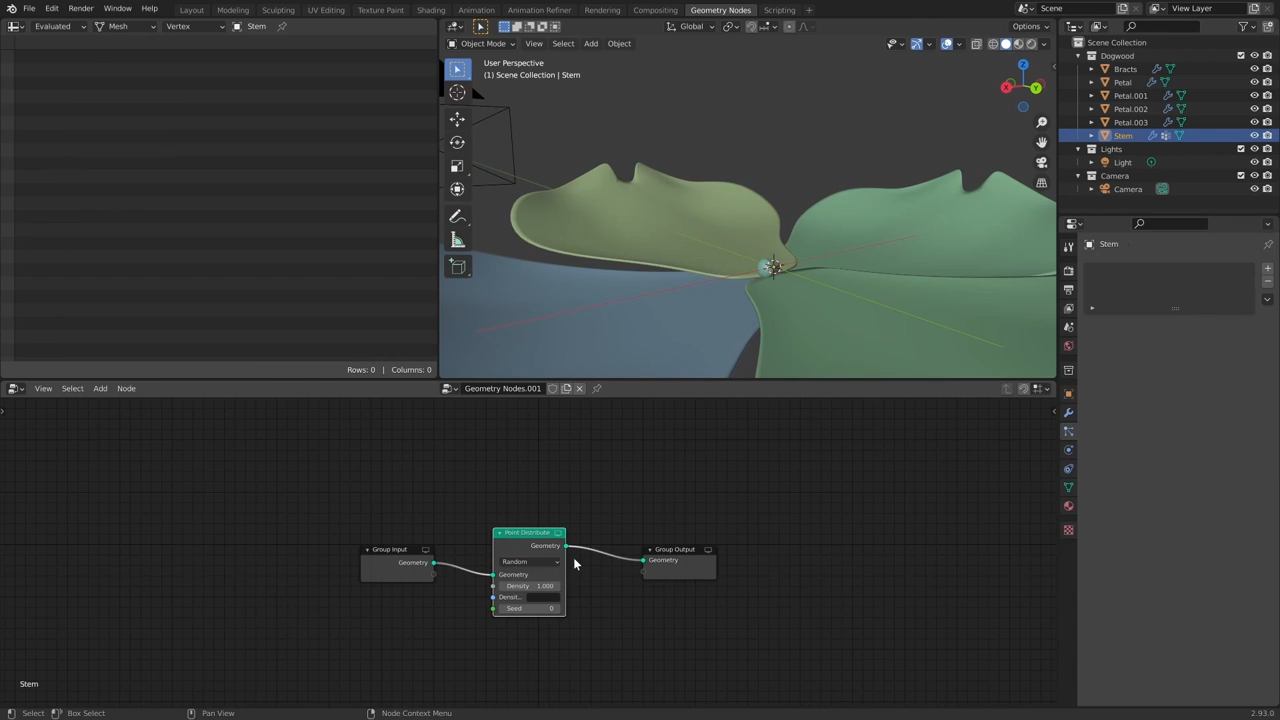 File Edit Render Window Help Layout Modeling Sculpting UV Editing Texture Paint Shading Animation Animation Refiner Rendering Compositing Geometry Nodes Scripting + Scene View Layer
Evaluated Mesh Vertex Stem
Global Options
Object Mode View Select Add Object
User Perspective
(1) Scene Collection | Stem
X Y Z
Scene Collection
Dogwood
Bracts
Petal
Petal.001
Petal.002
Petal.003
Stem
Lights
Light
Camera
Camera
Stem
Rows: 0 | Columns: 0
View Select Add Node Geometry Nodes.001
Point Distribute
Geometry
Random
Geometry
Density 1.000
Densit..
Seed 0
Group Input
Geometry
Group Output
Geometry
Stem
Select Box Select Pan View Node Context Menu 2.93.0